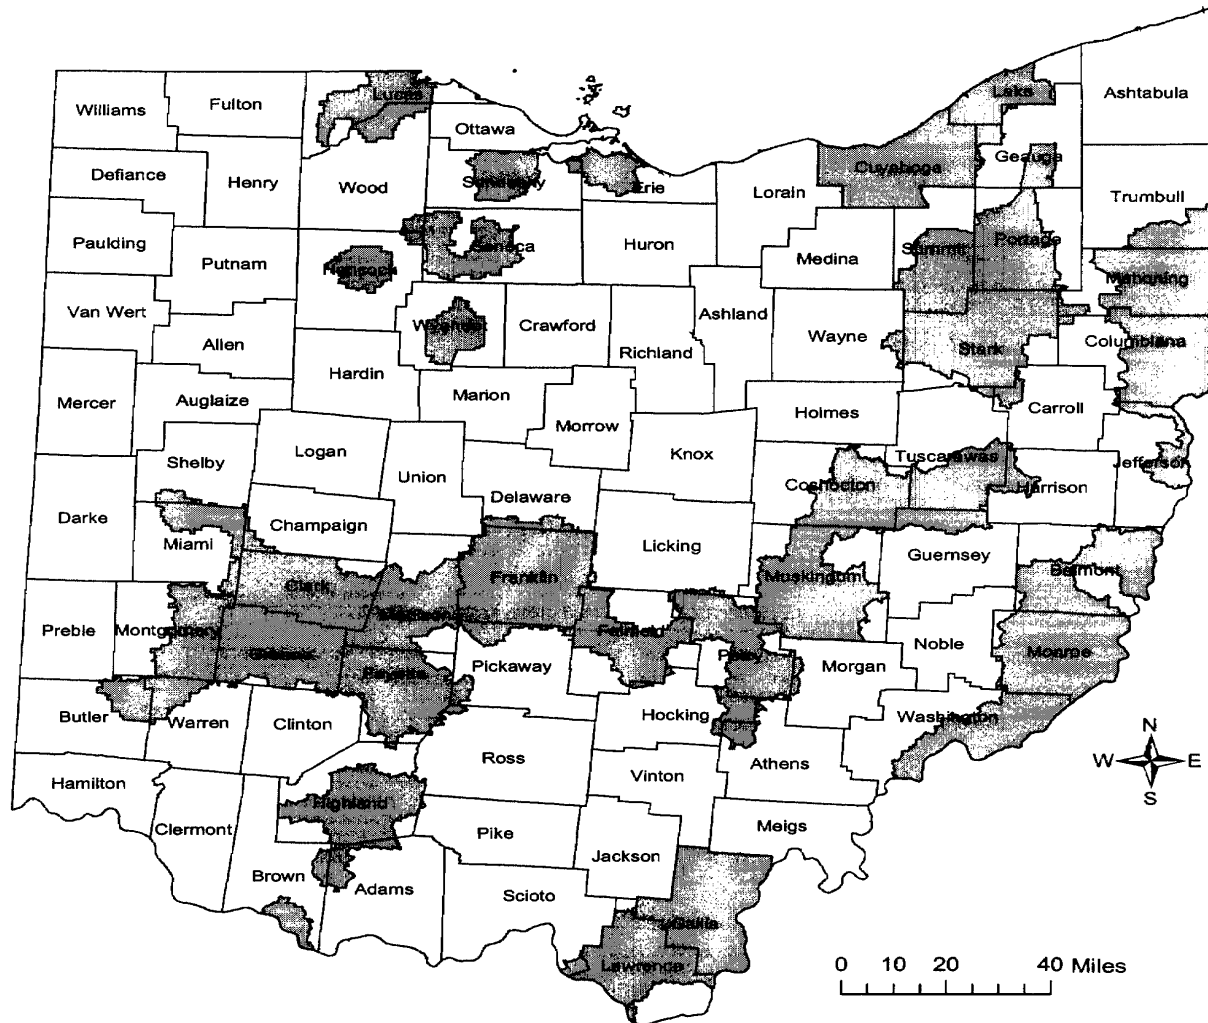 Williams
Fulton
Lucas
Lake
Ashtabula
Ottawa
Geauga
Cuyahoga
Defiance
Henry
Wood
Sandusky
Erie
Lorain
Trumbull
Paulding
Putnam
Hancock
Seneca
Huron
Medina
Summit
Portage
Mahoning
Van Wert
Allen
Wyandot
Crawford
Richland
Ashland
Wayne
Stark
Columbiana
Mercer
Auglaize
Hardin
Marion
Morrow
Holmes
Carroll
Shelby
Logan
Union
Knox
Tuscarawas
Jefferson
Darke
Champaign
Delaware
Coshocton
Harrison
Miami
Licking
Guernsey
Clark
Franklin
Muskingum
Belmont
Preble
Montgomery
Fairfield
Perry
Noble
Monroe
Fayette
Pickaway
Morgan
Butler
Warren
Clinton
Hocking
Washington
Ross
Athens
Hamilton
Vinton
Highland
Clermont
Pike
Jackson
Meigs
Brown
Adams
Scioto
Gallia
Lawrence
N
W
E
S
0 10 20 40 Miles